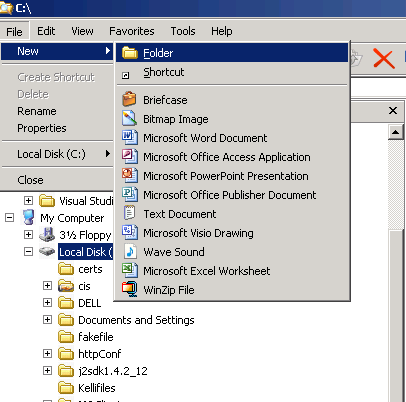 C:\
File Edit View Favorites Tools Help
New
Folder
Shortcut
Briefcase
Bitmap Image
Microsoft Word Document
Microsoft Office Access Application
Microsoft PowerPoint Presentation
Microsoft Office Publisher Document
Text Document
Microsoft Visio Drawing
Wave Sound
Microsoft Excel Worksheet
WinZip File
Create Shortcut
Delete
Rename
Properties
Local Disk (C:)
Close
Visual Studi
My Computer
3½ Floppy
Local Disk (
certs
cis
DELL
Documents and Settings
fakefile
httpConf
j2sdk1.4.2_12
Kellifiles